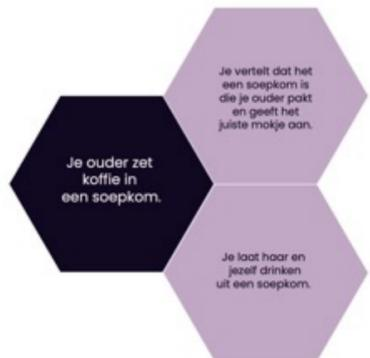 Je vertelt dat het
een soepkom is
die je ouder pakt
en geeft het
juiste mokje aan.
Je ouder zet
koffie in
een soepkom.
Je laat haar en
jezelf drinken
uit een soepkom.